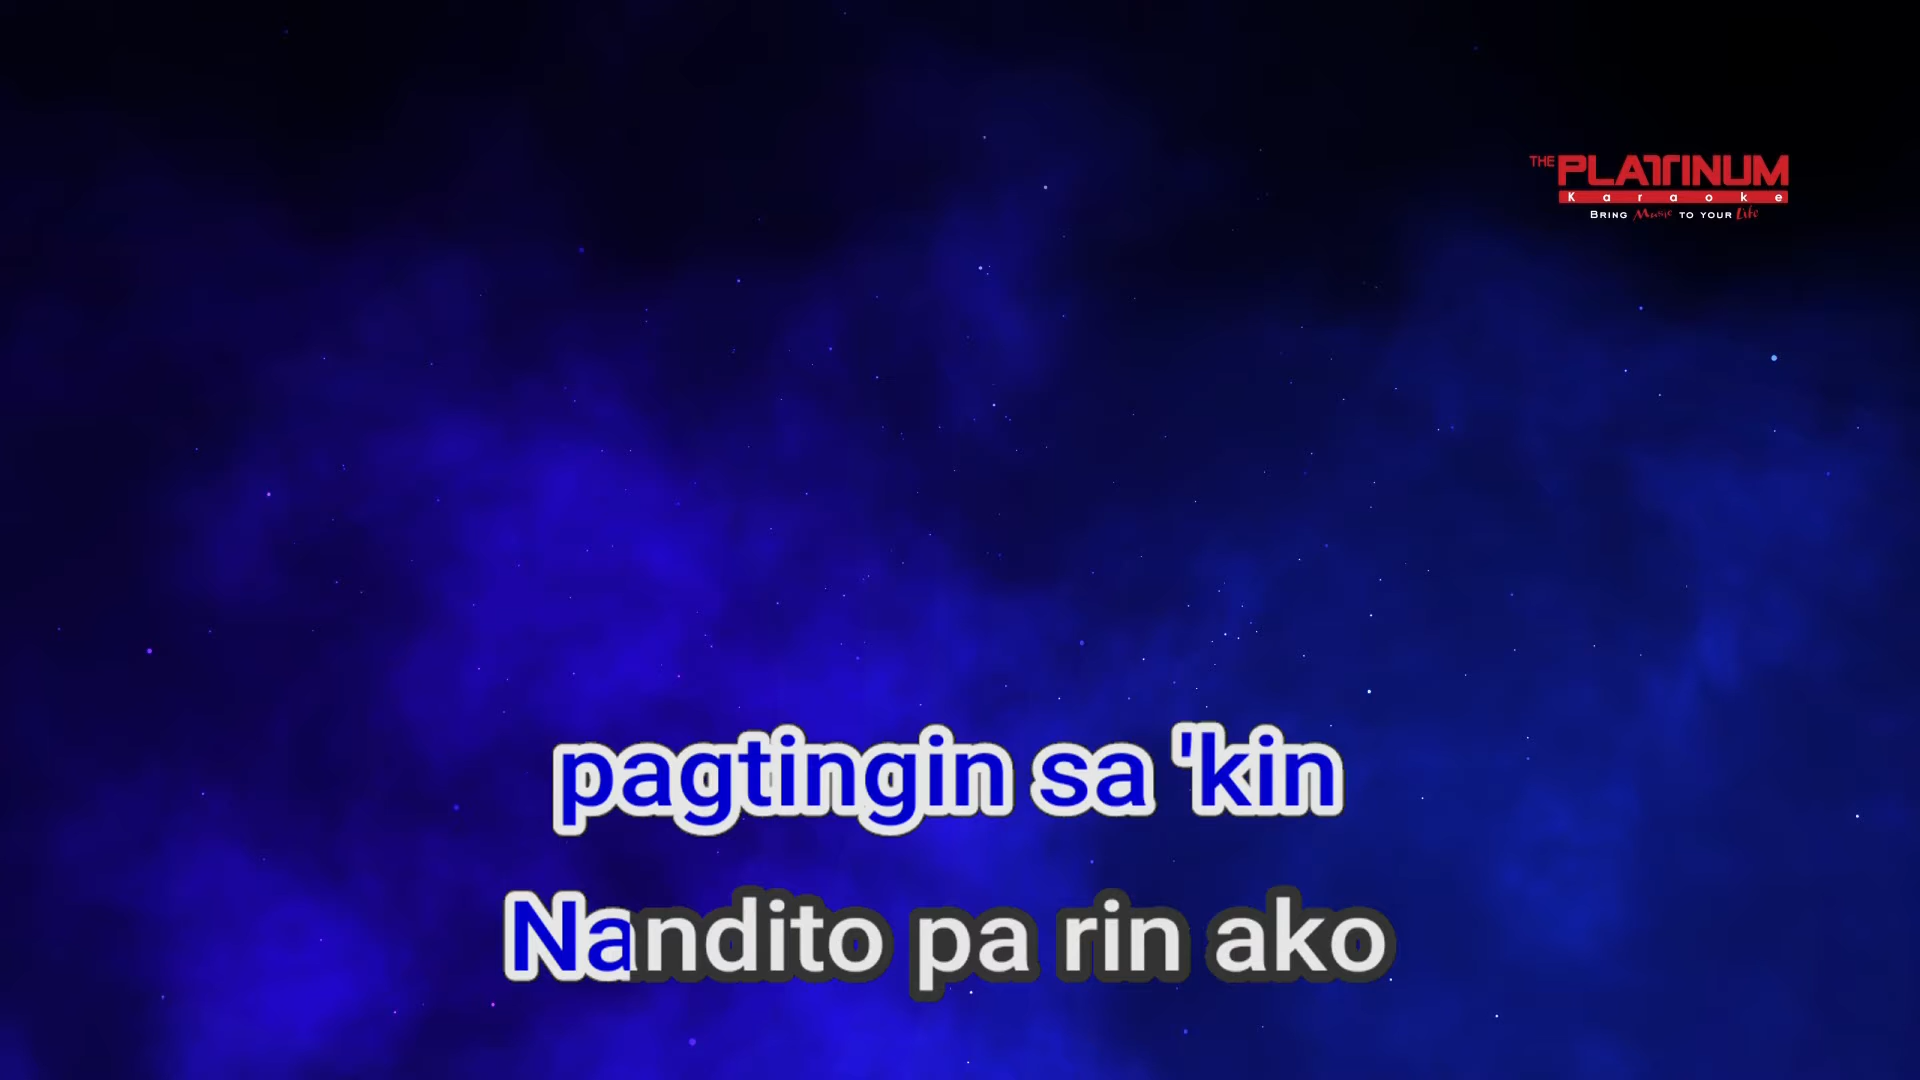 THE PLATINUM
Karaoke
BRING Music TO YOUR Life
pagtingin sa 'kin
Nandito pa rin ako